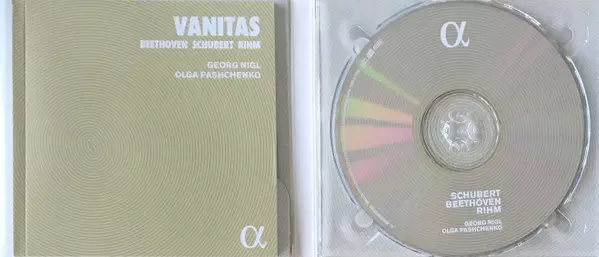 VANITAS
BEETHOVEN SCHUBERT RIHM
GEORG NIGL
OLGA PASHCHENKO
α
α
SCHUBERT
BEETHOVEN
RIHM
GEORG NIGL
OLGA PASHCHENKO